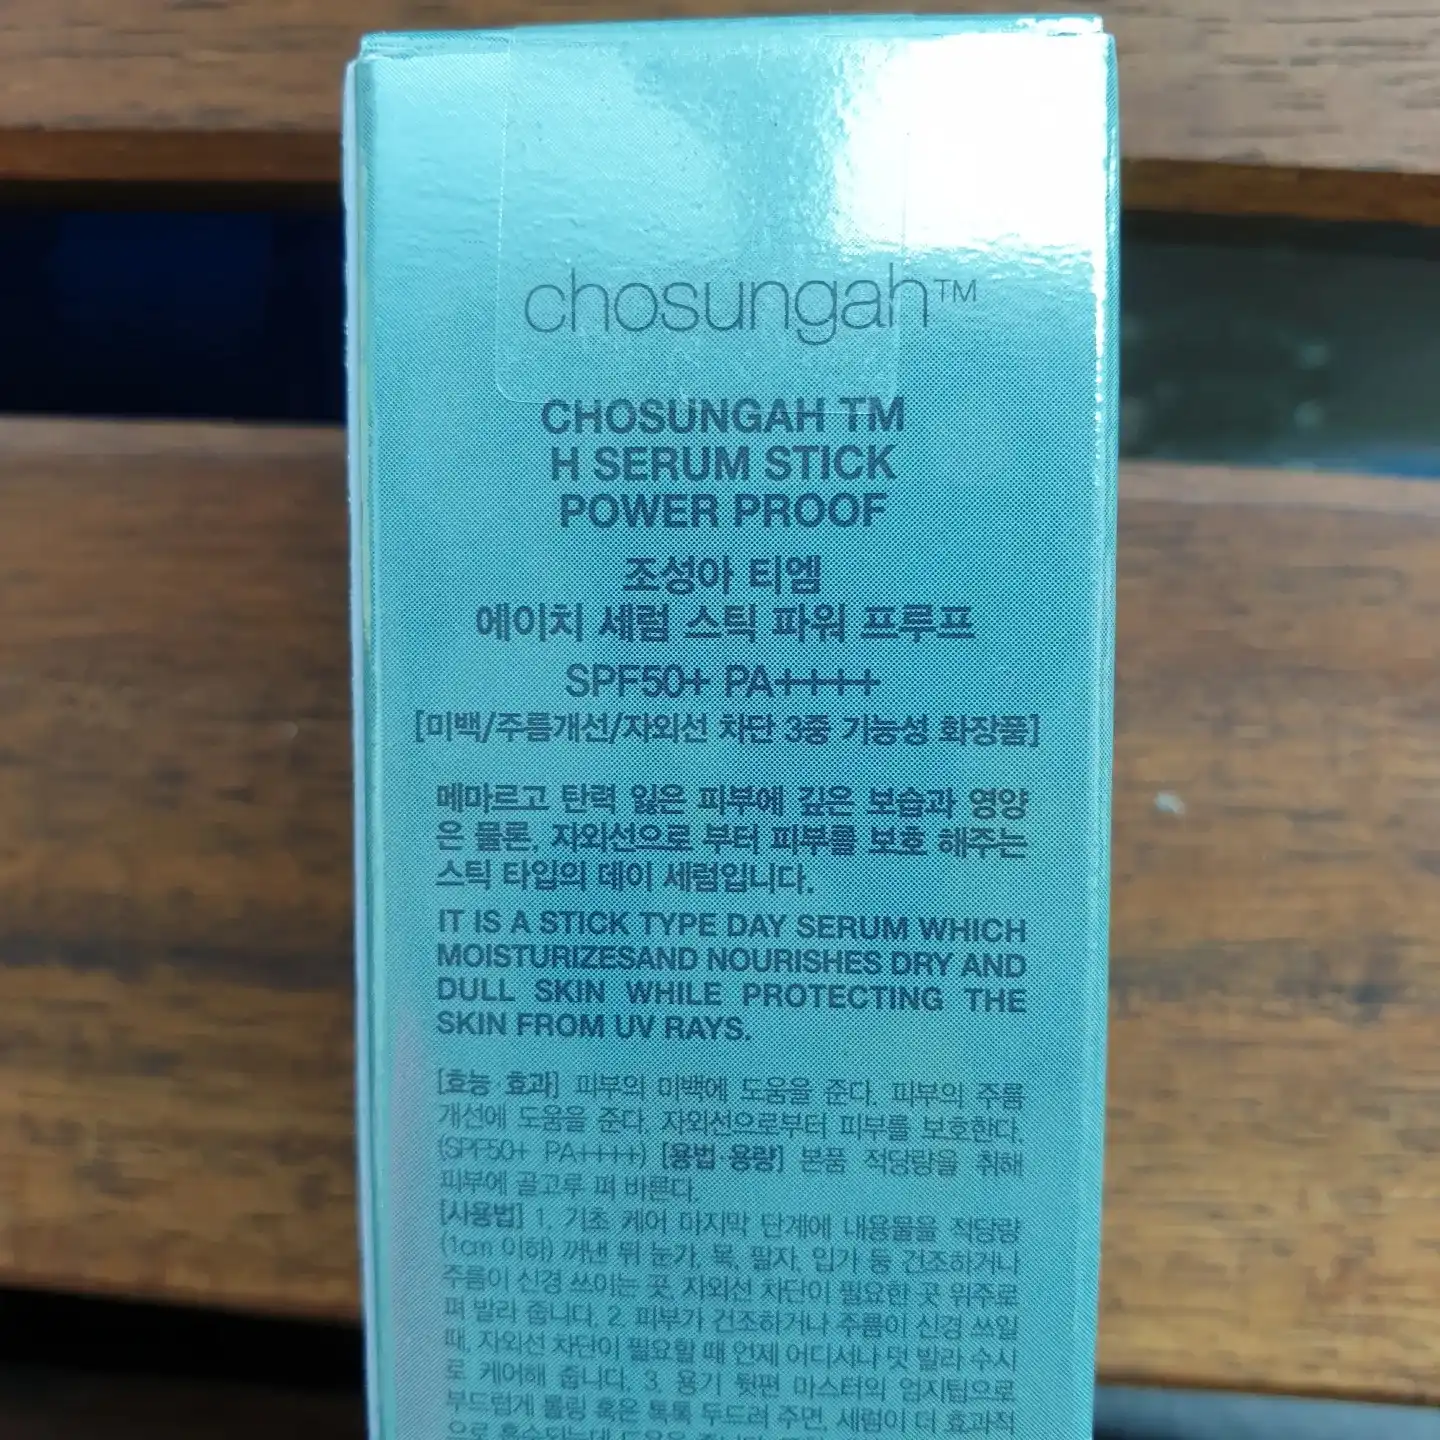 chosungah™
CHOSUNGAH TM
H SERUM STICK
POWER PROOF
조성아 티엠
에이치 세럼 스틱 파워 프루프
SPF50+ PA++++
[미백/주름개선/자외선 차단 3중 기능성 화장품]
메마르고 탄력 잃은 피부에 깊은 보습과 영양
은 물론, 자외선으로 부터 피부를 보호 해주는
스틱 타입의 데이 세럼입니다.
IT IS A STICK TYPE DAY SERUM WHICH
MOISTURIZESAND NOURISHES DRY AND
DULL SKIN WHILE PROTECTING THE
SKIN FROM UV RAYS.
[효능·효과] 피부의 미백에 도움을 준다. 피부의 주름
개선에 도움을 준다. 자외선으로부터 피부를 보호한다.
(SPF50+ PA++++) [용법·용량] 본품 적당량을 취해
피부에 골고루 펴 바른다.
[사용법] 1. 기초 케어 마지막 단계에 내용물을 적당량
(1cm 이하) 꺼낸 뒤 눈가, 목, 팔자, 입가 등 건조하거나
주름이 신경 쓰이는 곳, 자외선 차단이 필요한 곳 위주로
펴 발라 줍니다. 2. 피부가 건조하거나 주름이 신경 쓰일
때, 자외선 차단이 필요할 때 언제 어디서나 덧 발라 수시
로 케어해 줍니다. 3. 용기 뒷편 마스터의 엄지팁으로
부드럽게 롤링 혹은 톡톡 두드려 주면, 세럼이 더 효과적
으로 흡수되는데 도움을 줍니다.